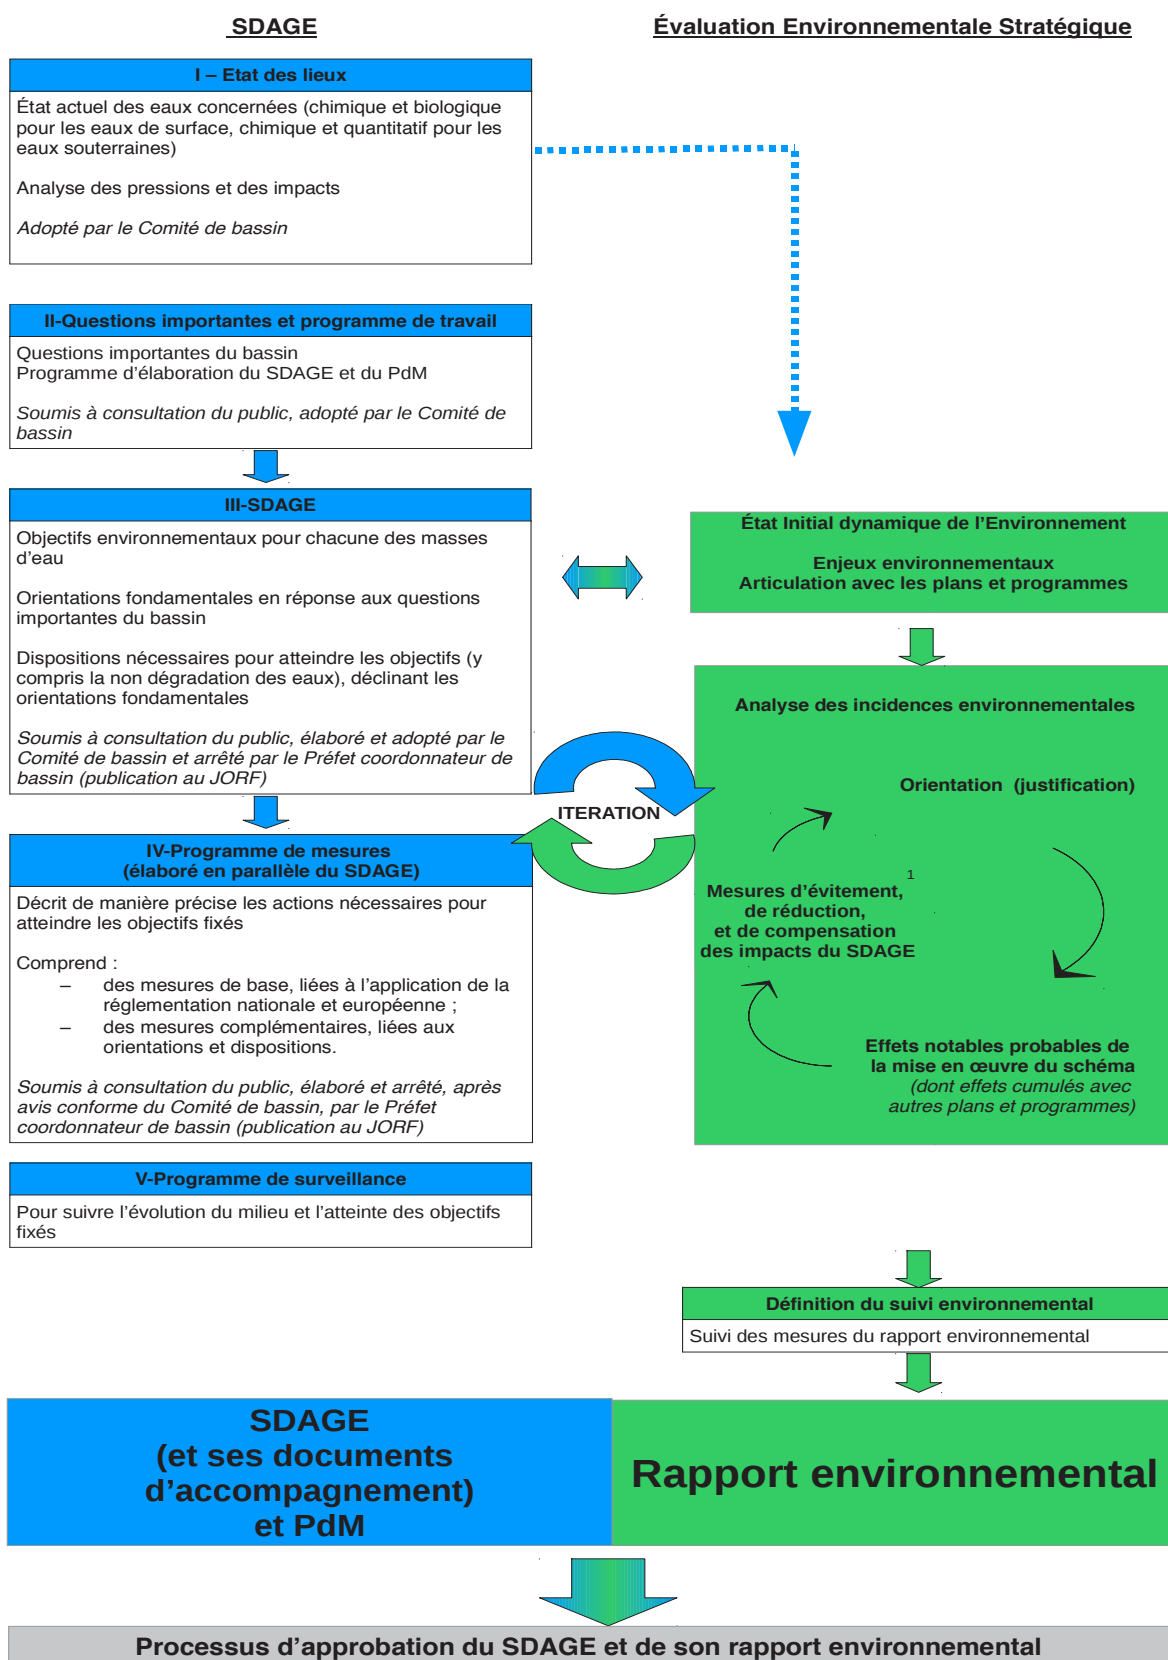 SDAGE
Évaluation Environnementale Stratégique
I – Etat des lieux
État actuel des eaux concernées (chimique et biologique
pour les eaux de surface, chimique et quantitatif pour les
eaux souterraines)
Analyse des pressions et des impacts
Adopté par le Comité de bassin
II-Questions importantes et programme de travail
Questions importantes du bassin
Programme d’élaboration du SDAGE et du PdM
Soumis à consultation du public, adopté par le Comité de
bassin
III-SDAGE
Objectifs environnementaux pour chacune des masses
d’eau
Orientations fondamentales en réponse aux questions
importantes du bassin
Dispositions nécessaires pour atteindre les objectifs (y
compris la non dégradation des eaux), déclinant les
orientations fondamentales
Soumis à consultation du public, élaboré et adopté par le
Comité de bassin et arrêté par le Préfet coordonnateur de
bassin (publication au JORF)
IV-Programme de mesures
(élaboré en parallèle du SDAGE)
Décrit de manière précise les actions nécessaires pour
atteindre les objectifs fixés
Comprend :
– des mesures de base, liées à l’application de la
réglementation nationale et européenne ;
– des mesures complémentaires, liées aux
orientations et dispositions.
Soumis à consultation du public, élaboré et arrêté, après
avis conforme du Comité de bassin, par le Préfet
coordonnateur de bassin (publication au JORF)
V-Programme de surveillance
Pour suivre l’évolution du milieu et l’atteinte des objectifs
fixés
ITERATION
État Initial dynamique de l’Environnement
Enjeux environnementaux
Articulation avec les plans et programmes
Analyse des incidences environnementales
Orientation (justification)
1
Mesures d’évitement,
de réduction,
et de compensation
des impacts du SDAGE
Effets notables probables de
la mise en œuvre du schéma
(dont effets cumulés avec
autres plans et programmes)
Définition du suivi environnemental
Suivi des mesures du rapport environnemental
SDAGE
(et ses documents
d’accompagnement)
et PdM
Rapport environnemental
Processus d’approbation du SDAGE et de son rapport environnemental